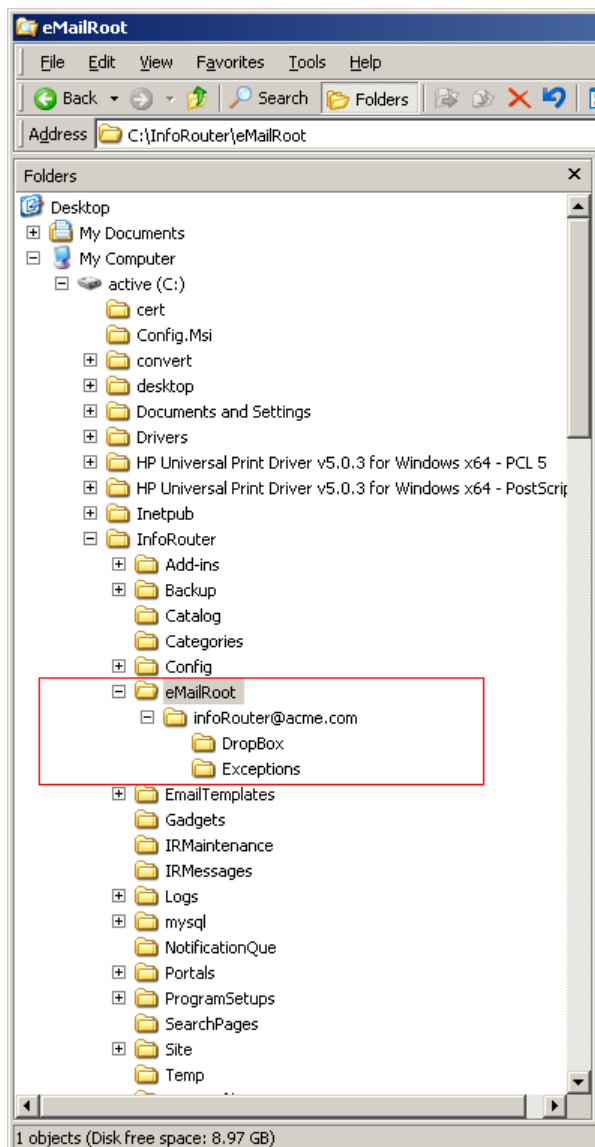 eMailRoot
File Edit View Favorites Tools Help
Back Search Folders
Address C:\InfoRouter\eMailRoot
Folders
Desktop
My Documents
My Computer
active (C:)
cert
Config.Msi
convert
desktop
Documents and Settings
Drivers
HP Universal Print Driver v5.0.3 for Windows x64 - PCL 5
HP Universal Print Driver v5.0.3 for Windows x64 - PostScrip
Inetpub
InfoRouter
Add-ins
Backup
Catalog
Categories
Config
eMailRoot
infoRouter@acme.com
DropBox
Exceptions
EmailTemplates
Gadgets
IRMaintenance
IRMessages
Logs
mysql
NotificationQue
Portals
ProgramSetups
SearchPages
Site
Temp
1 objects (Disk free space: 8.97 GB)